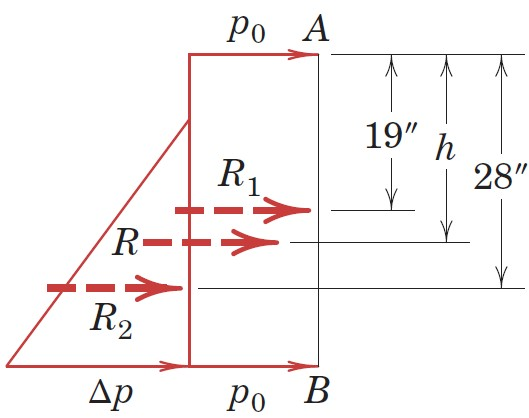 p₀ A
19″ h
28″
R₁
R
R₂
Δp p₀ B